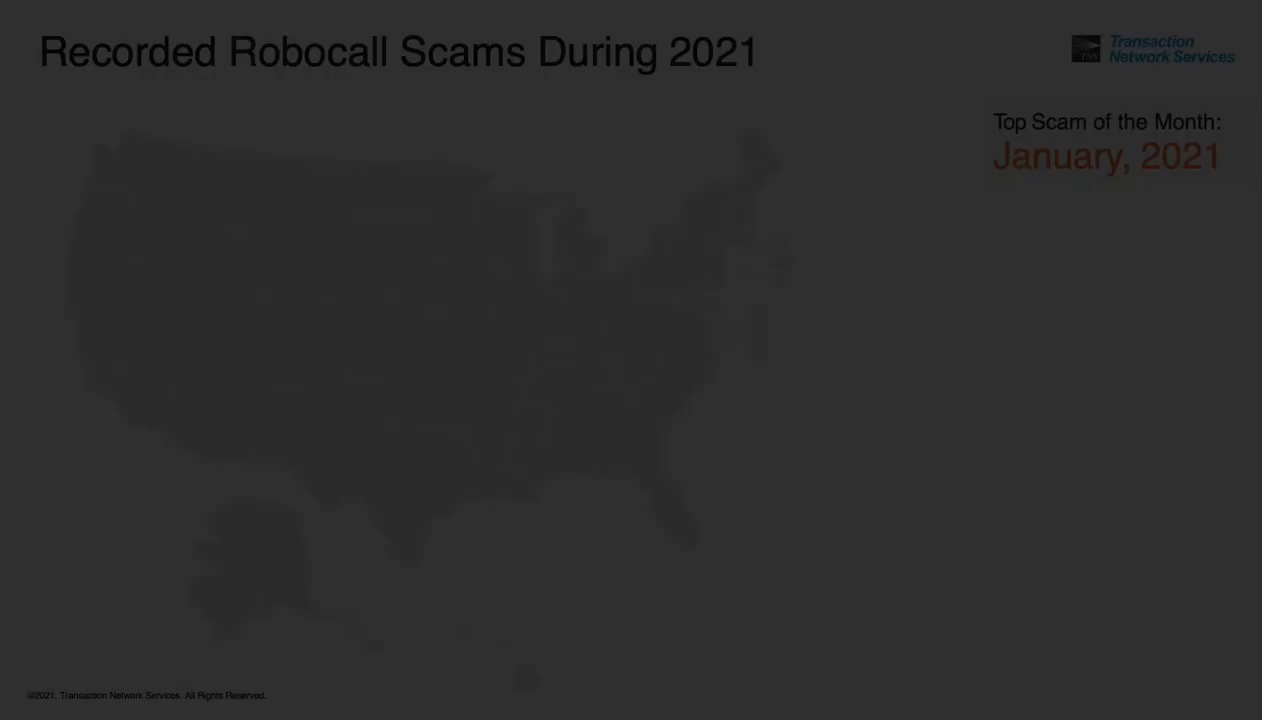 Recorded Robocall Scams During 2021
Transaction
Network Services
Top Scam of the Month:
January, 2021
©2021, Transaction Network Services. All Rights Reserved.